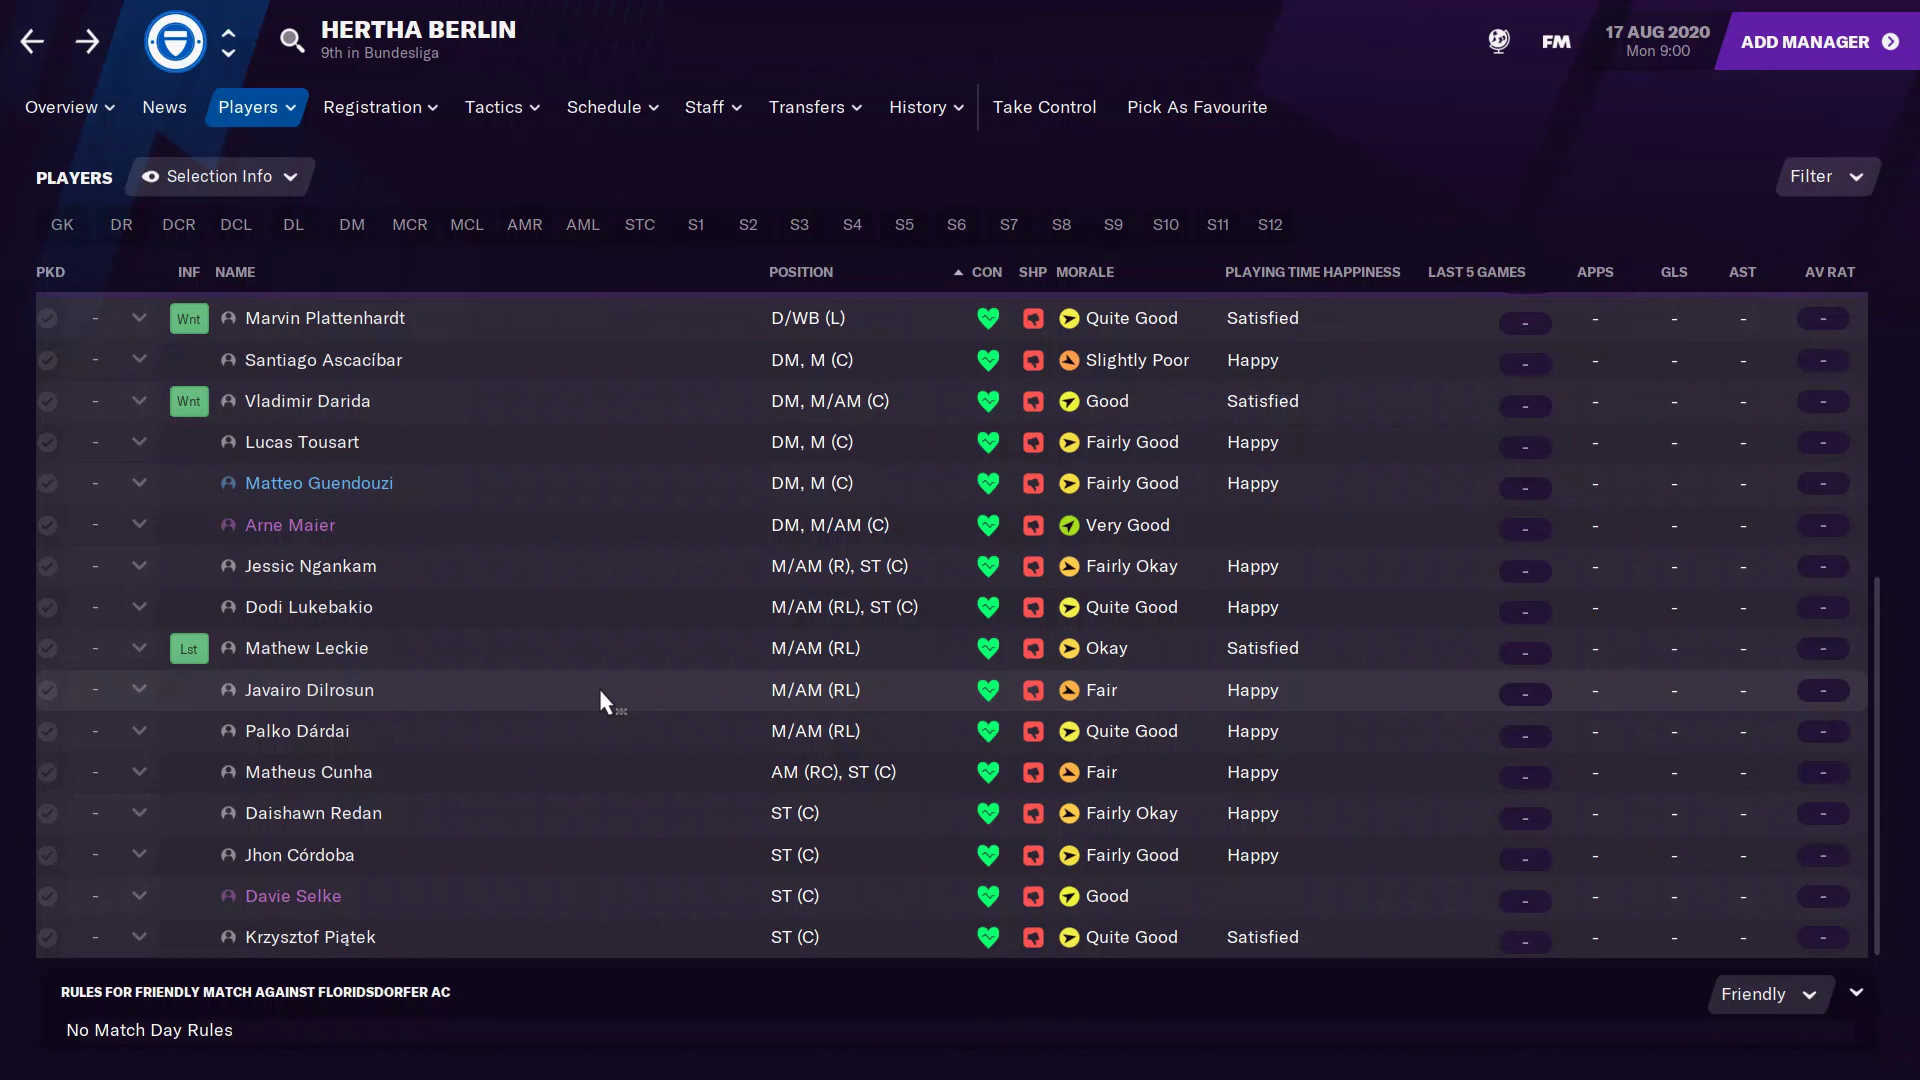 HERTHA BERLIN
9th in Bundesliga
FM
17 AUG 2020
Mon 9:00
ADD MANAGER
Overview News Players Registration Tactics Schedule Staff Transfers History Take Control Pick As Favourite
PLAYERS Selection Info Filter
GK DR DCR DCL DL DM MCR MCL AMR AML STC S1 S2 S3 S4 S5 S6 S7 S8 S9 S10 S11 S12
PKD INF NAME POSITION CON SHP MORALE PLAYING TIME HAPPINESS LAST 5 GAMES APPS GLS AST AV RAT
- Wnt Marvin Plattenhardt D/WB (L) Quite Good Satisfied - - - - -
- Santiago Ascacíbar DM, M (C) Slightly Poor Happy - - - - -
- Wnt Vladimir Darida DM, M/AM (C) Good Satisfied - - - - -
- Lucas Tousart DM, M (C) Fairly Good Happy - - - - -
- Matteo Guendouzi DM, M (C) Fairly Good Happy - - - - -
- Arne Maier DM, M/AM (C) Very Good - - - - -
- Jessic Ngankam M/AM (R), ST (C) Fairly Okay Happy - - - - -
- Dodi Lukebakio M/AM (RL), ST (C) Quite Good Happy - - - - -
- Lst Mathew Leckie M/AM (RL) Okay Satisfied - - - - -
- Javairo Dilrosun M/AM (RL) Fair Happy - - - - -
- Palko Dárdai M/AM (RL) Quite Good Happy - - - - -
- Matheus Cunha AM (RC), ST (C) Fair Happy - - - - -
- Daishawn Redan ST (C) Fairly Okay Happy - - - - -
- Jhon Córdoba ST (C) Fairly Good Happy - - - - -
- Davie Selke ST (C) Good - - - - -
- Krzysztof Piątek ST (C) Quite Good Satisfied - - - - -
RULES FOR FRIENDLY MATCH AGAINST FLORIDSDORFER AC
Friendly
No Match Day Rules